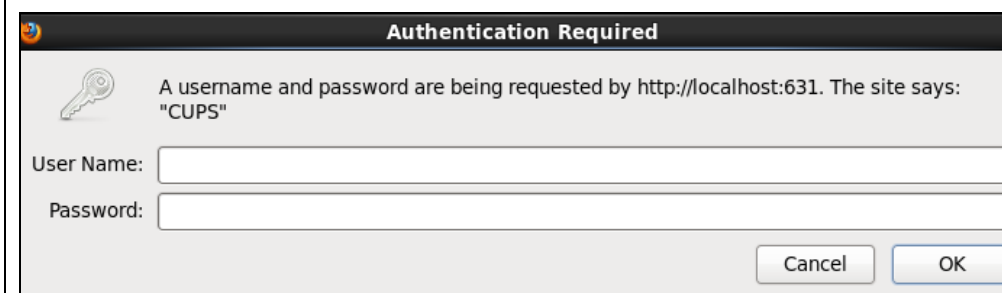 Authentication Required
A username and password are being requested by http://localhost:631. The site says:
"CUPS"
User Name:
Password:
Cancel
OK